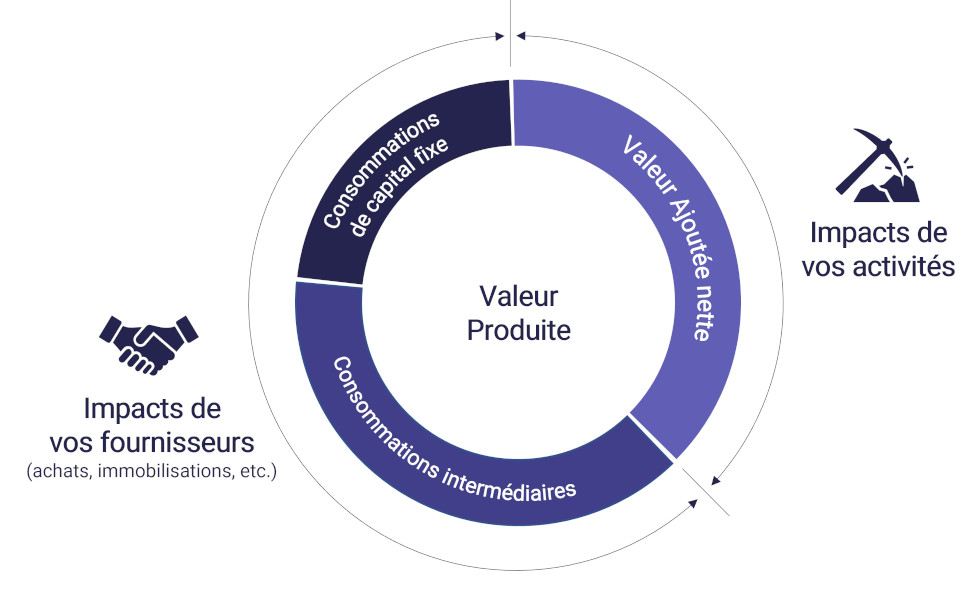 Consommations
de capital fixe
Valeur Ajoutée nette
Impacts de
vos activités
Valeur
Produite
Impacts de
vos fournisseurs
(achats, immobilisations, etc.)
Consommations intermédiaires